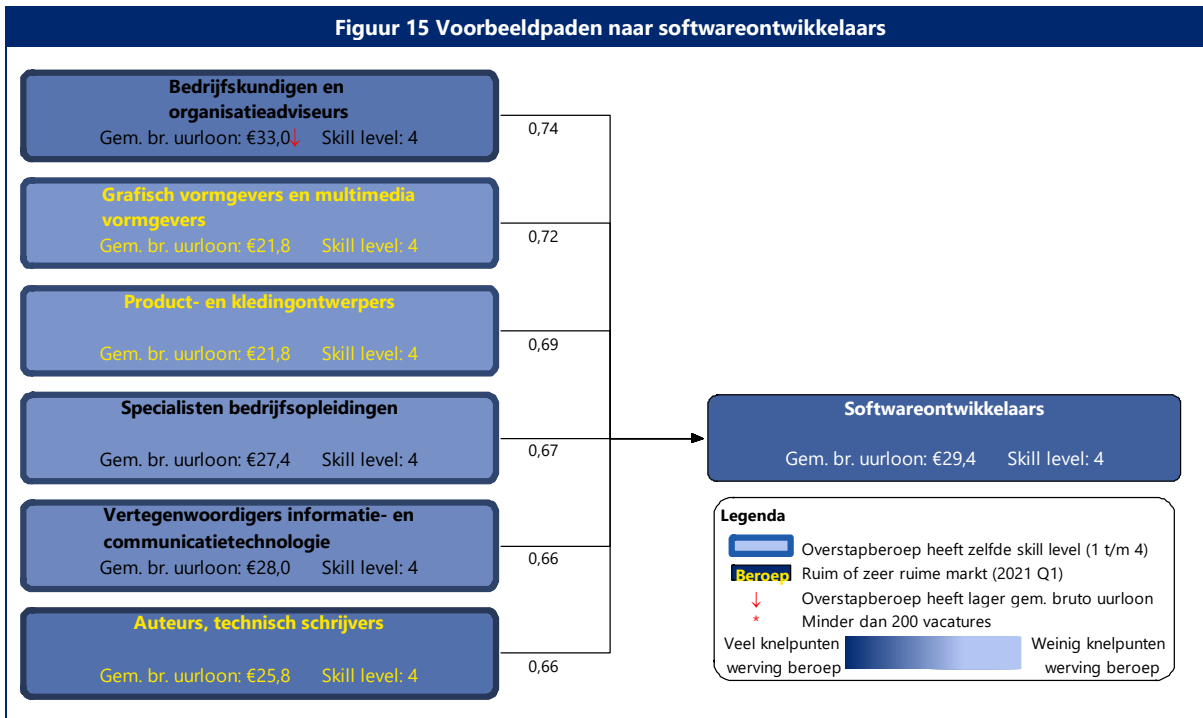 Figuur 15 Voorbeeldpaden naar softwareontwikkelaars
Bedrijfskundigen en
organisatieadviseurs
Gem. br. uurloon: €33,0↓ Skill level: 4
0,74
Grafisch vormgevers en multimedia
vormgevers
Gem. br. uurloon: €21,8 Skill level: 4
0,72
Product- en kledingontwerpers
Gem. br. uurloon: €21,8 Skill level: 4
0,69
Specialisten bedrijfsopleidingen
Gem. br. uurloon: €27,4 Skill level: 4
0,67
Vertegenwoordigers informatie- en
communicatietechnologie
Gem. br. uurloon: €28,0 Skill level: 4
0,66
Auteurs, technisch schrijvers
Gem. br. uurloon: €25,8 Skill level: 4
0,66
Softwareontwikkelaars
Gem. br. uurloon: €29,4 Skill level: 4
Legenda
Overstapberoep heeft zelfde skill level (1 t/m 4)
Beroep Ruim of zeer ruime markt (2021 Q1)
↓ Overstapberoep heeft lager gem. bruto uurloon
* Minder dan 200 vacatures
Veel knelpunten
werving beroep
Weinig knelpunten
werving beroep